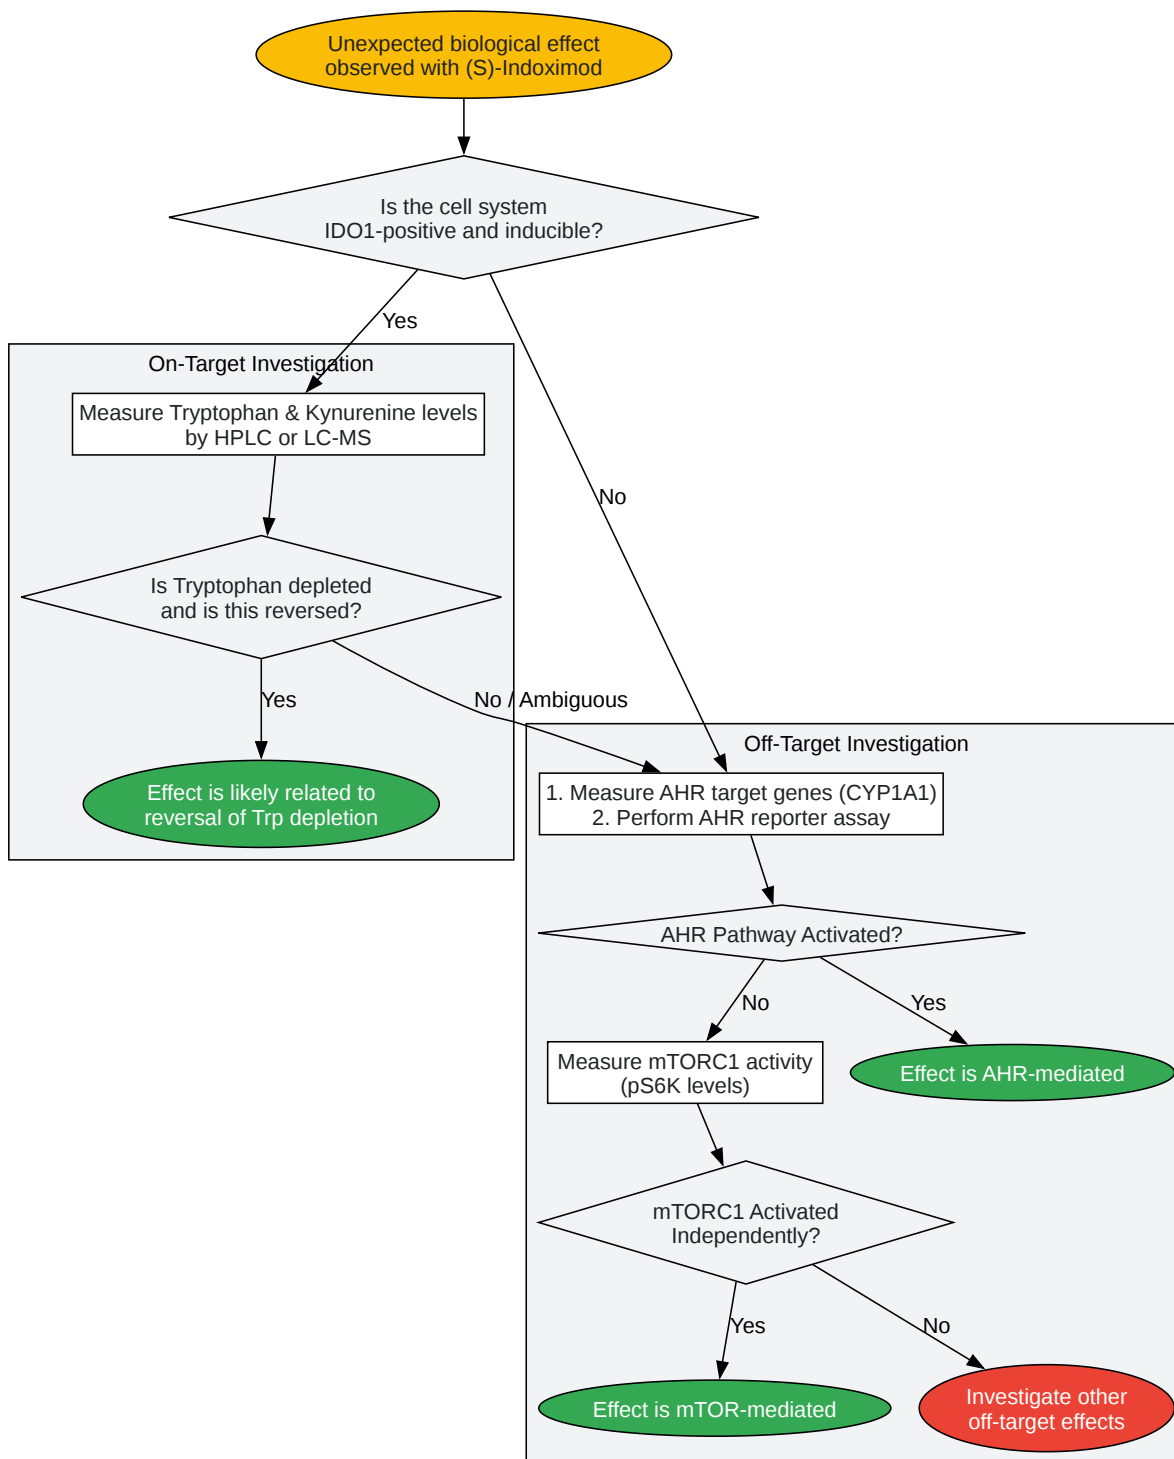 Unexpected biological effect
observed with (S)-Indoximod
Is the cell system
IDO1-positive and inducible?
Yes
No
On-Target Investigation
Measure Tryptophan & Kynurenine levels
by HPLC or LC-MS
Is Tryptophan depleted
and is this reversed?
Yes
No / Ambiguous
Effect is likely related to
reversal of Trp depletion
Off-Target Investigation
1. Measure AHR target genes (CYP1A1)
2. Perform AHR reporter assay
AHR Pathway Activated?
No
Yes
Measure mTORC1 activity
(pS6K levels)
Effect is AHR-mediated
mTORC1 Activated
Independently?
Yes
No
Effect is mTOR-mediated
Investigate other
off-target effects